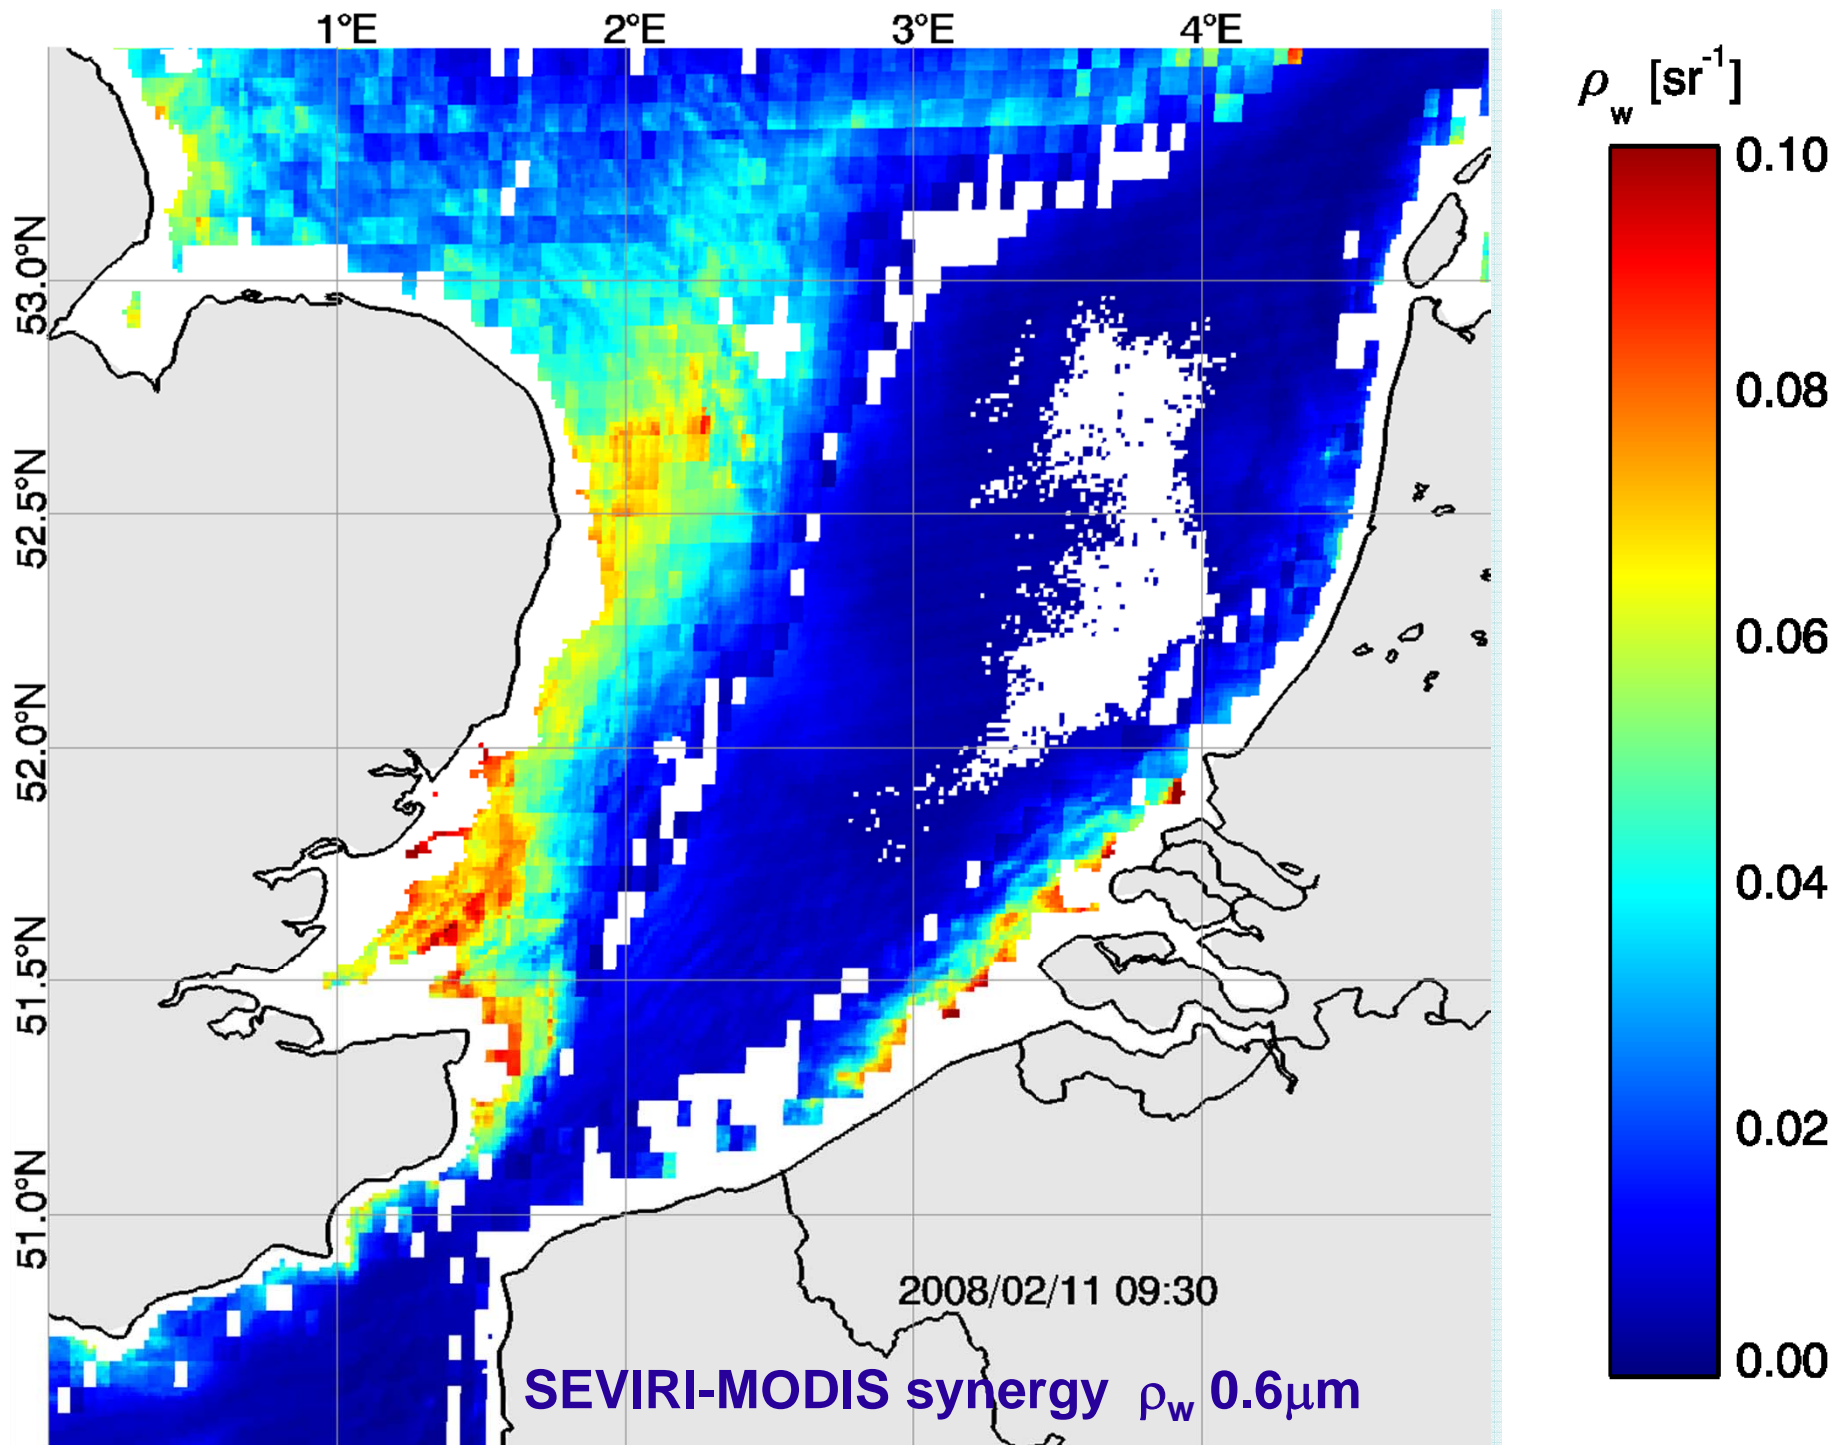 1°E 2°E 3°E 4°E
53.0°N
52.5°N
52.0°N
51.5°N
51.0°N
2008/02/11 09:30
SEVIRI-MODIS synergy ρw 0.6μm
ρw [sr-1]
0.10
0.08
0.06
0.04
0.02
0.00